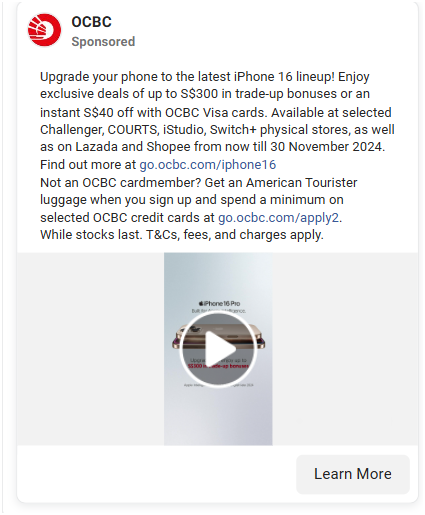 OCBC
Sponsored
Upgrade your phone to the latest iPhone 16 lineup! Enjoy
exclusive deals of up to S$300 in trade-up bonuses or an
instant S$40 off with OCBC Visa cards. Available at selected
Challenger, COURTS, iStudio, Switch+ physical stores, as well
as on Lazada and Shopee from now till 30 November 2024.
Find out more at go.ocbc.com/iphone16
Not an OCBC cardmember? Get an American Tourister
luggage when you sign up and spend a minimum on
selected OCBC credit cards at go.ocbc.com/apply2.
While stocks last. T&Cs, fees, and charges apply.
iPhone 16 Pro
S$300 in trade-up bonuses
Learn More